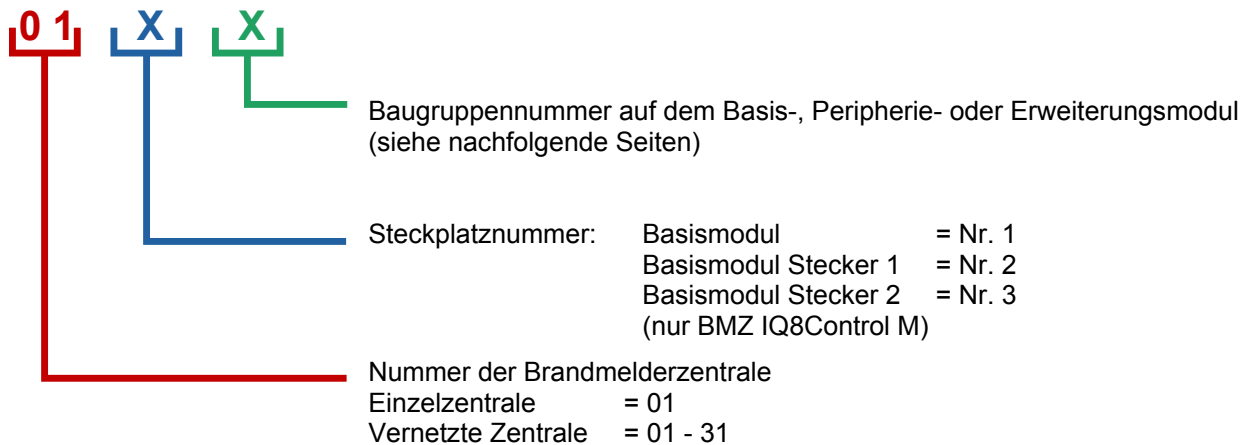 0 1 X X
Baugruppennummer auf dem Basis-, Peripherie- oder Erweiterungsmodul
(siehe nachfolgende Seiten)
Steckplatznummer: Basismodul = Nr. 1
Basismodul Stecker 1 = Nr. 2
Basismodul Stecker 2 = Nr. 3
(nur BMZ IQ8Control M)
Nummer der Brandmelderzentrale
Einzelzentrale = 01
Vernetzte Zentrale = 01 - 31